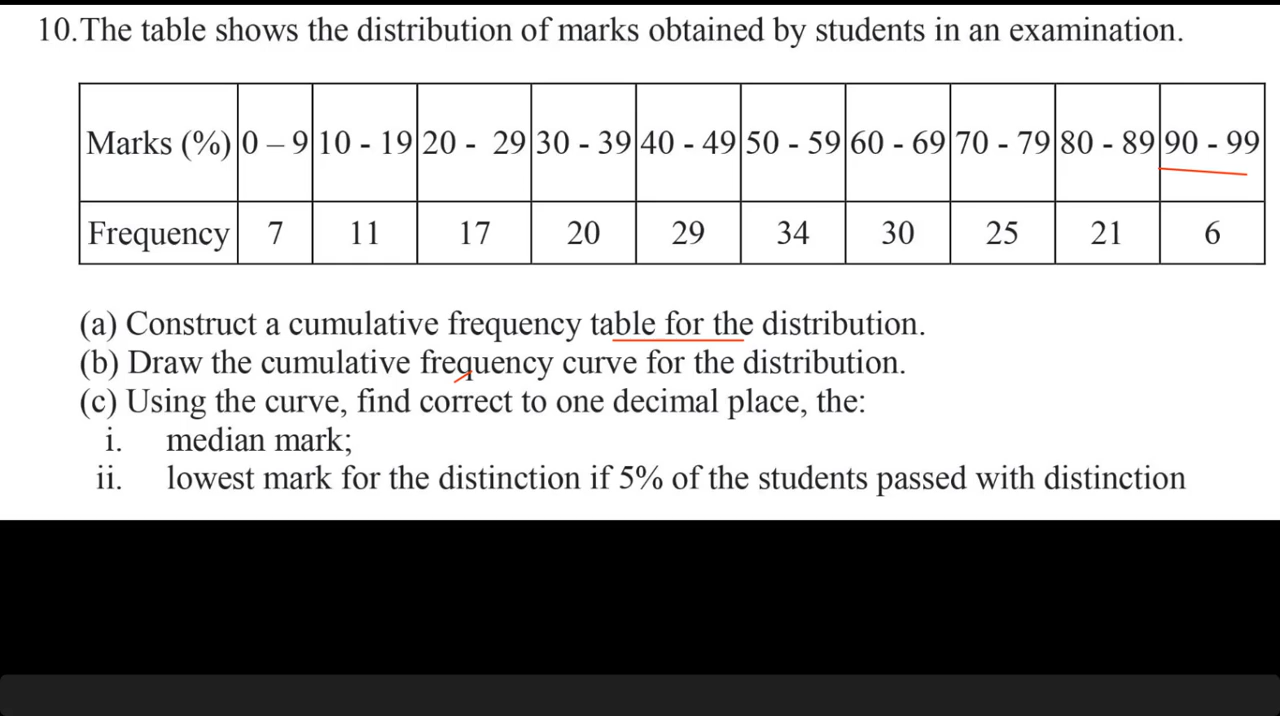 10.The table shows the distribution of marks obtained by students in an examination.
Marks (%) 0 – 9 10 - 19 20 - 29 30 - 39 40 - 49 50 - 59 60 - 69 70 - 79 80 - 89 90 - 99
Frequency 7 11 17 20 29 34 30 25 21 6
(a) Construct a cumulative frequency table for the distribution.
(b) Draw the cumulative frequency curve for the distribution.
(c) Using the curve, find correct to one decimal place, the:
i. median mark;
ii. lowest mark for the distinction if 5% of the students passed with distinction